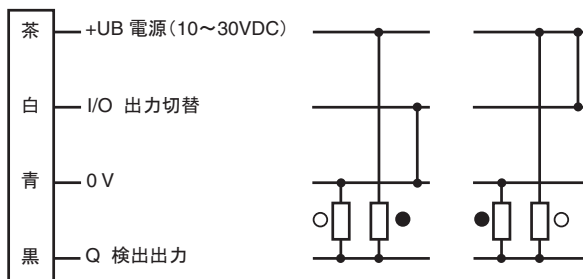 茶 +UB 電源(10～30VDC)
白 I/O 出力切替
青 0 V
黒 Q 検出出力